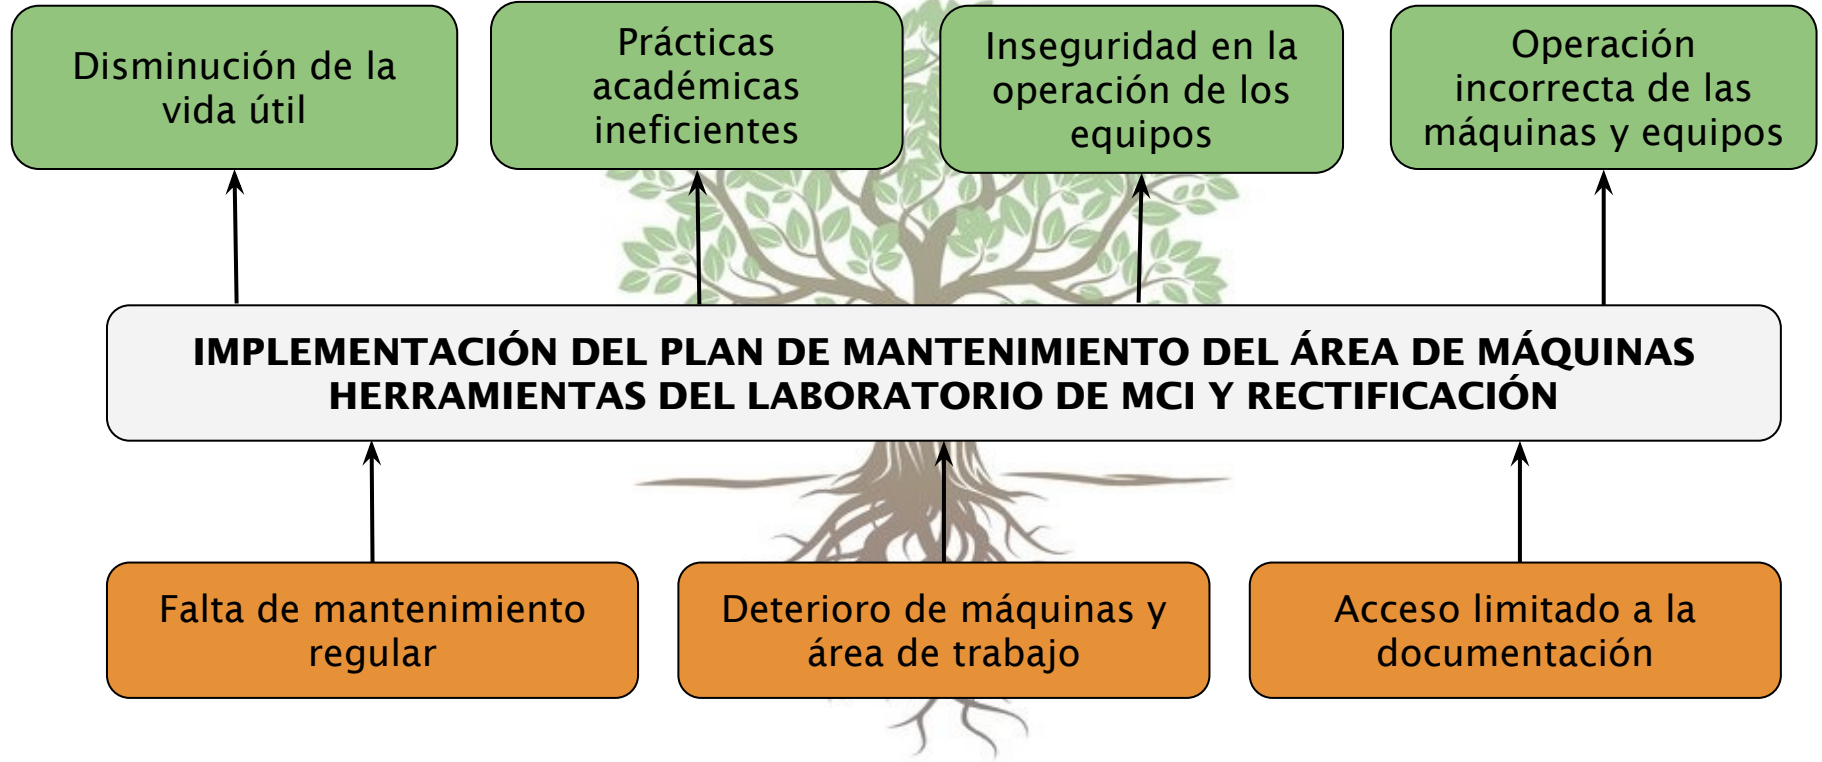 Disminución de la
vida útil
Prácticas
académicas
ineficientes
Inseguridad en la
operación de los
equipos
Operación
incorrecta de las
máquinas y equipos
IMPLEMENTACIÓN DEL PLAN DE MANTENIMIENTO DEL ÁREA DE MÁQUINAS
HERRAMIENTAS DEL LABORATORIO DE MCI Y RECTIFICACIÓN
Falta de mantenimiento
regular
Deterioro de máquinas y
área de trabajo
Acceso limitado a la
documentación